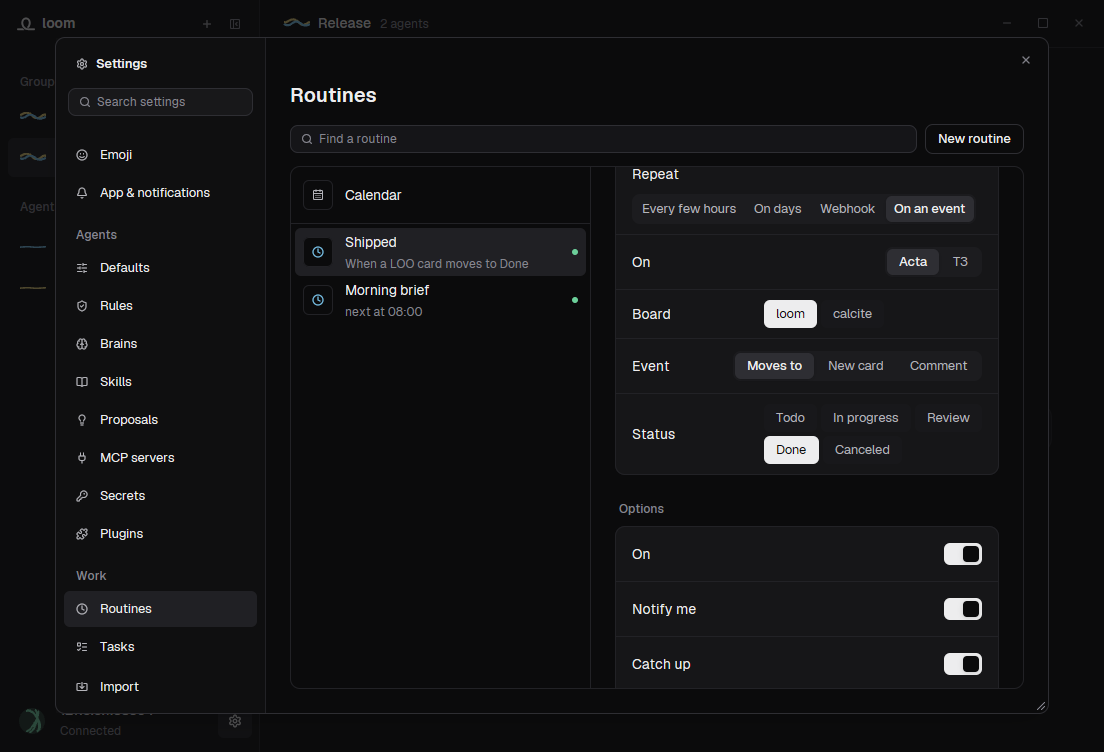 loom
Release 2 agents
Group
Agent
Connected
Settings
Search settings
Emoji
App & notifications
Agents
Defaults
Rules
Brains
Skills
Proposals
MCP servers
Secrets
Plugins
Work
Routines
Tasks
Import
Routines
Find a routine
New routine
Calendar
Shipped
When a LOO card moves to Done
Morning brief
next at 08:00
Repeat
Every few hours On days Webhook On an event
On Acta T3
Board loom calcite
Event Moves to New card Comment
Status Todo In progress Review
Done Canceled
Options
On
Notify me
Catch up